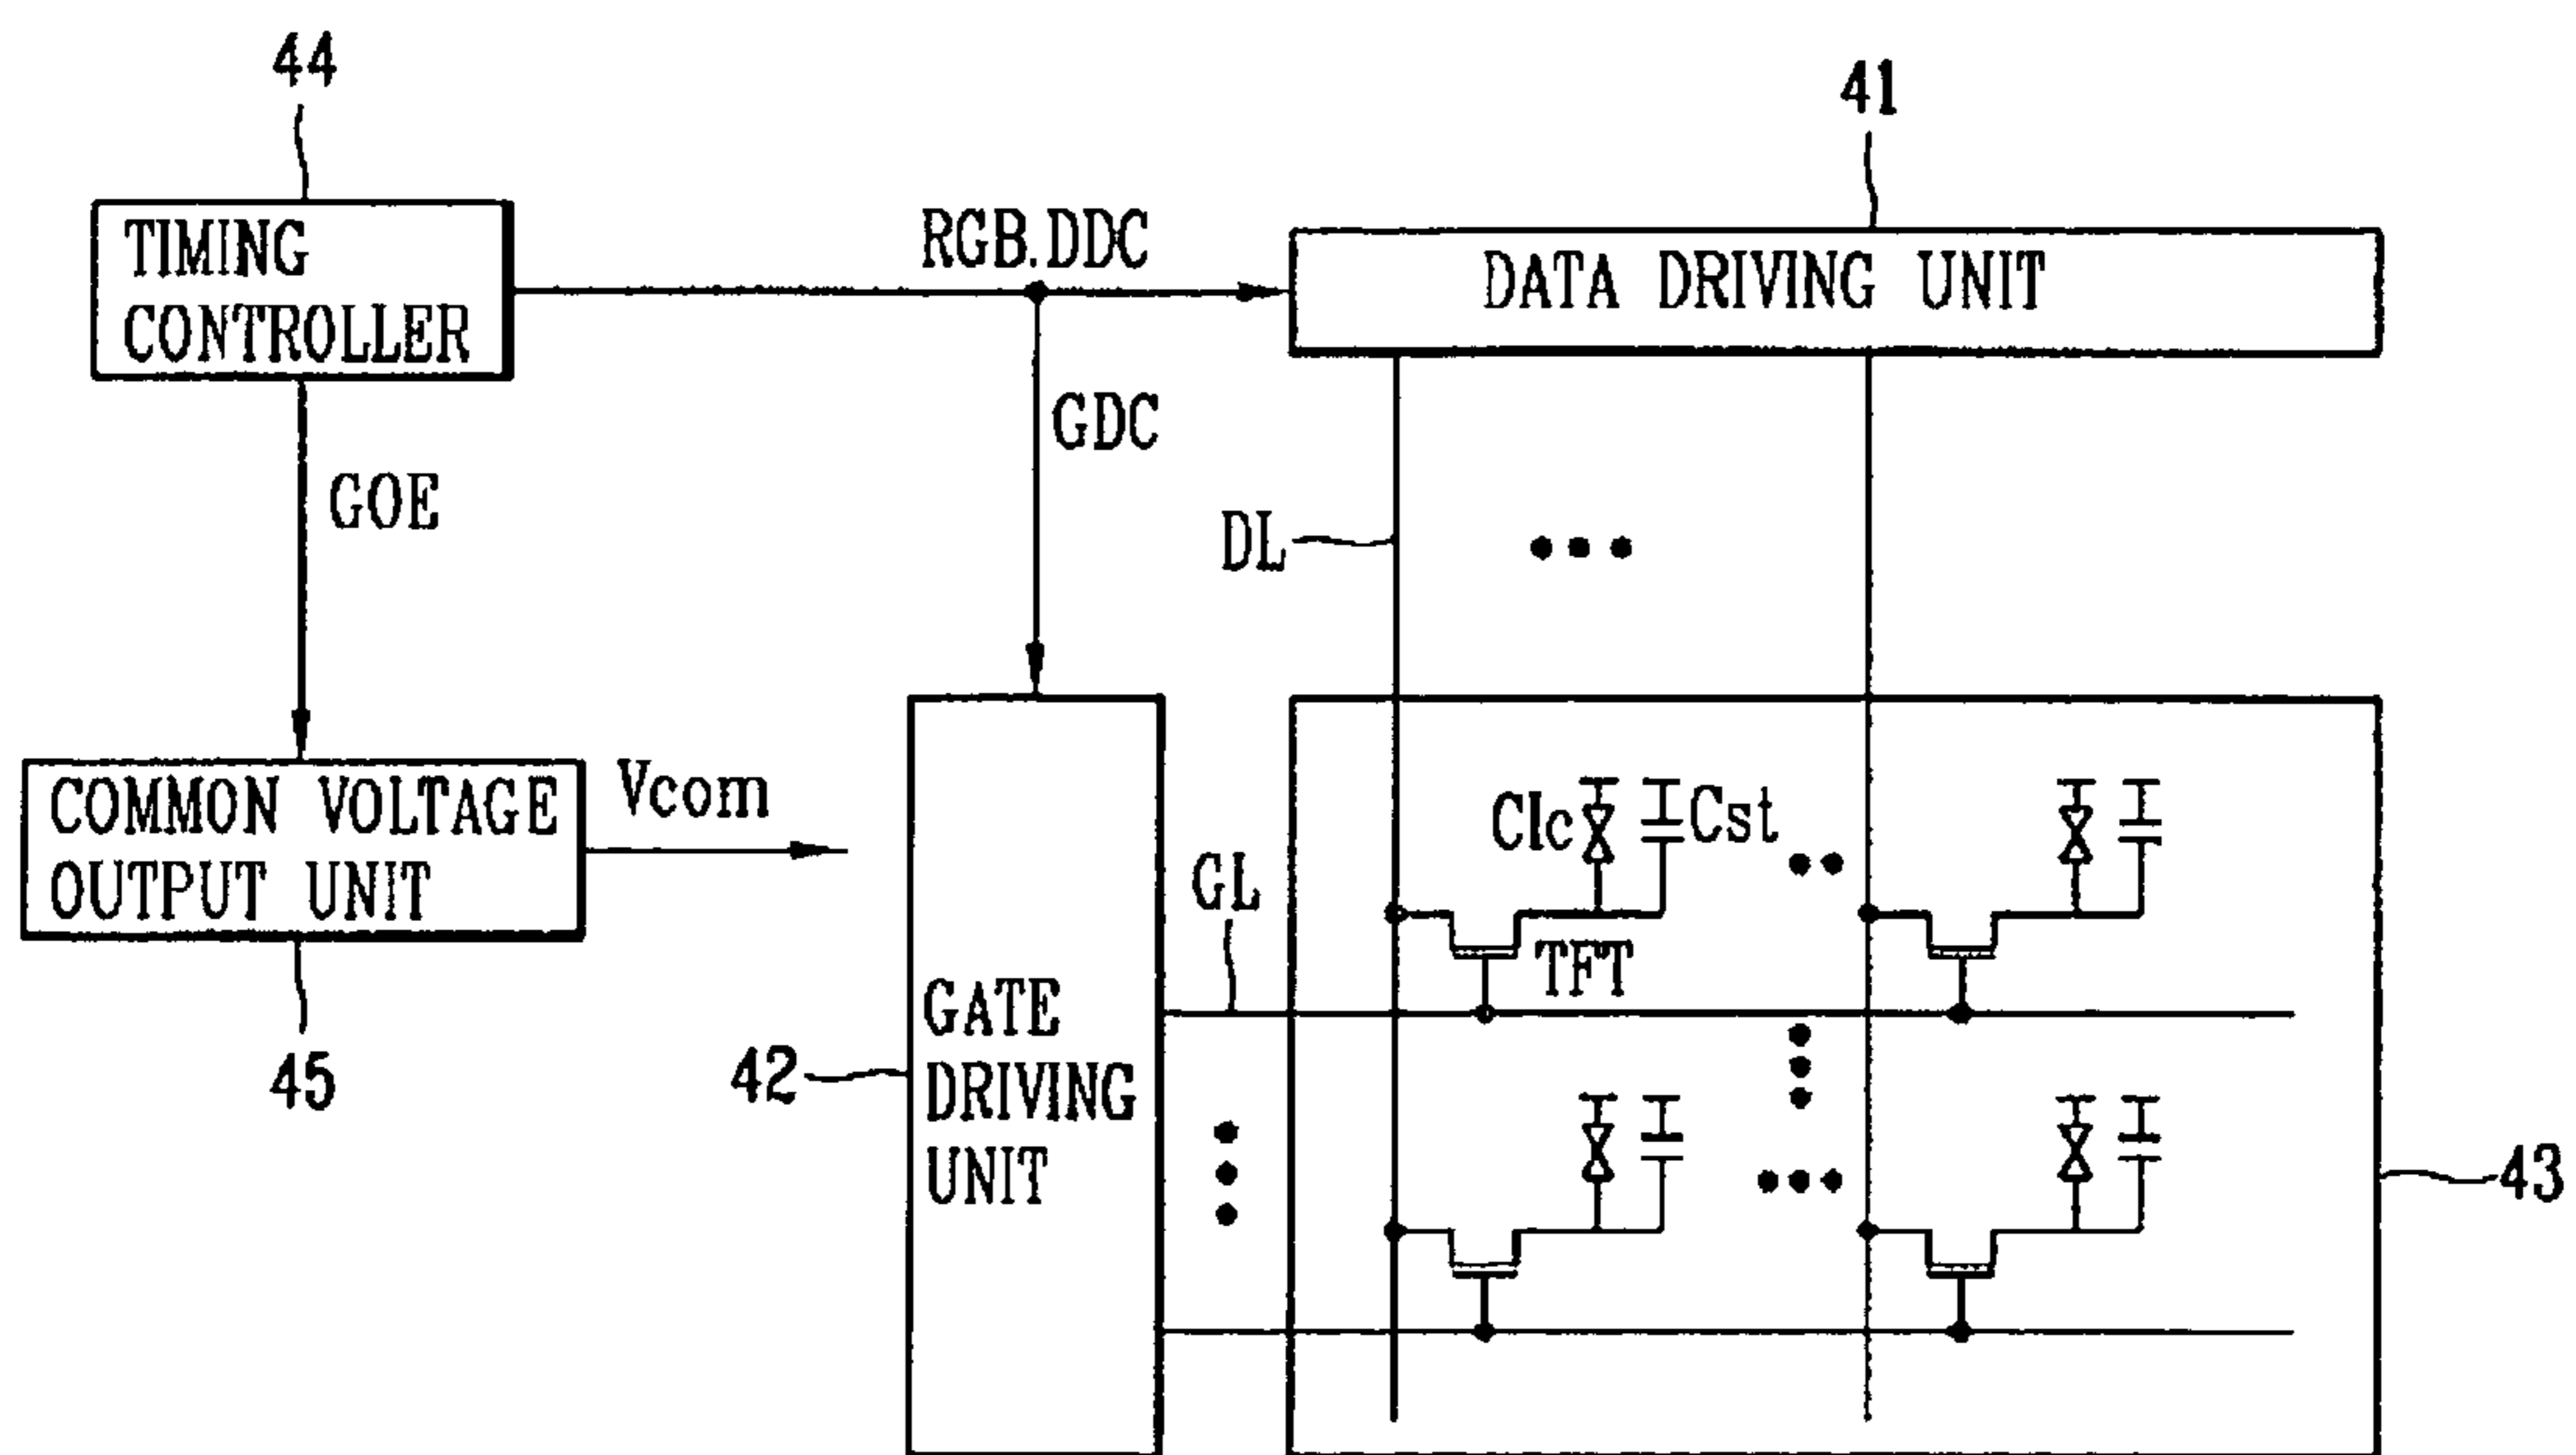 44
41
TIMING
CONTROLLER
RGB.DDC
DATA DRIVING UNIT
GDC
GOE
DL
COMMON VOLTAGE
OUTPUT UNIT
Vcom
Clc
Cst
GL
TFT
45
42
GATE
DRIVING
UNIT
43